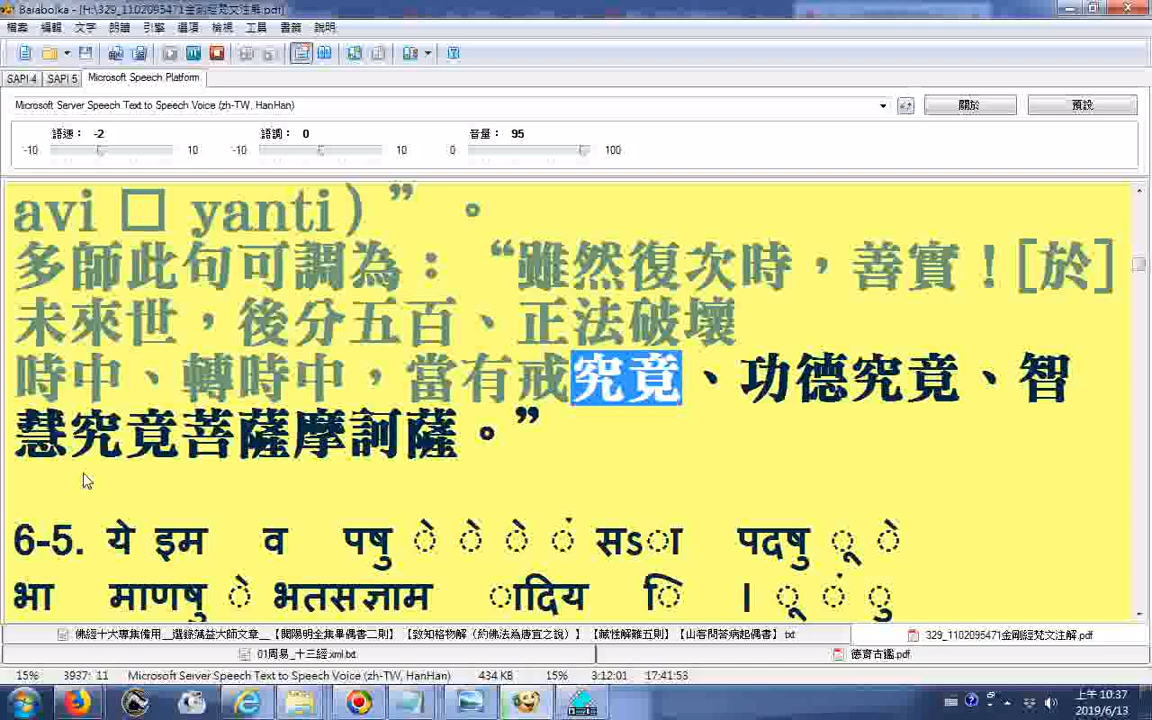 Balabolka - [H:\329_1102095471金剛經梵文注解.pdf]
檔案 編輯 文字 朗讀 引擎 選項 檢視 工具 書籤 說明
SAPI 4 SAPI 5 Microsoft Speech Platform
Microsoft Server Speech Text to Speech Voice (zh-TW, HanHan) 關於 預設
語速： -2 語調： 0 音量： 95
-10 10 -10 10 0 100
avi □ yanti）”。
多師此句可調為：“雖然復次時，善實！[於]
未來世，後分五百、正法破壞
時中、轉時中，當有戒究竟、功德究竟、智
慧究竟菩薩摩訶薩。”
6-5. ये इम व पषु े े े ं सऽा पदषु ू े
भा माणषु े भतसज्ञाम ादिय ि । ू ं ु
佛經十大專集備用__選錄蕅益大師文章__【閱陽明全集畢偶書二則】【致知格物解（約佛法為唐宜之說）】【緘性解難五則】【山客問答病起偶書】 txt
329_1102095471金剛經梵文注解.pdf
01周易_十三經.xml.txt 德育古鑑.pdf
15% 3937: 11 Microsoft Server Speech Text to Speech Voice (zh-TW, HanHan) 434 KB 15% 3:12:01 17:41:53
上午 10:37
2019/6/13